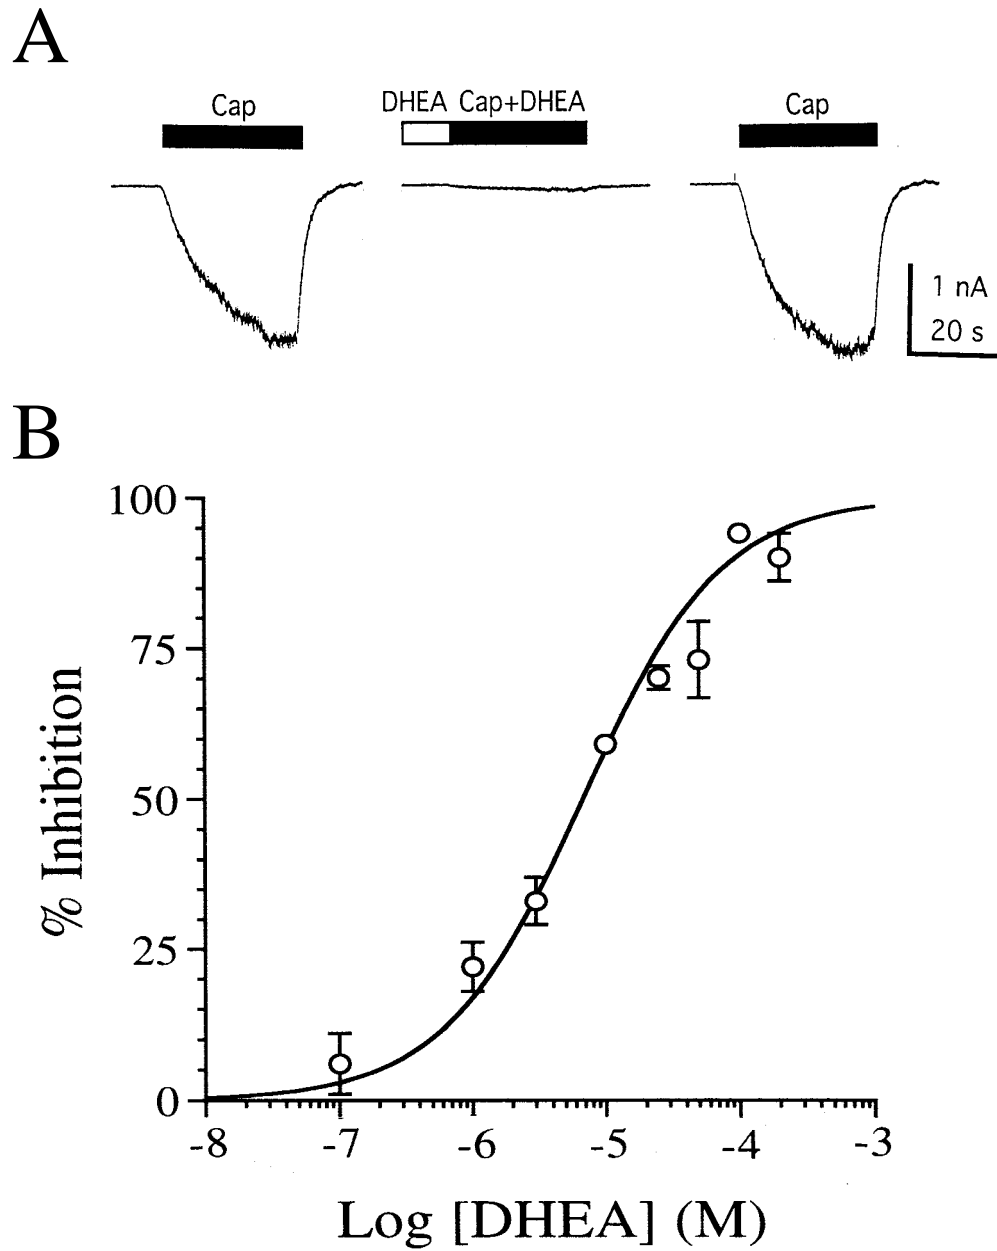 A
Cap
DHEA Cap+DHEA
Cap
1 nA
20 s
B
100
75
50
25
0
% Inhibition
-8 -7 -6 -5 -4 -3
Log [DHEA] (M)